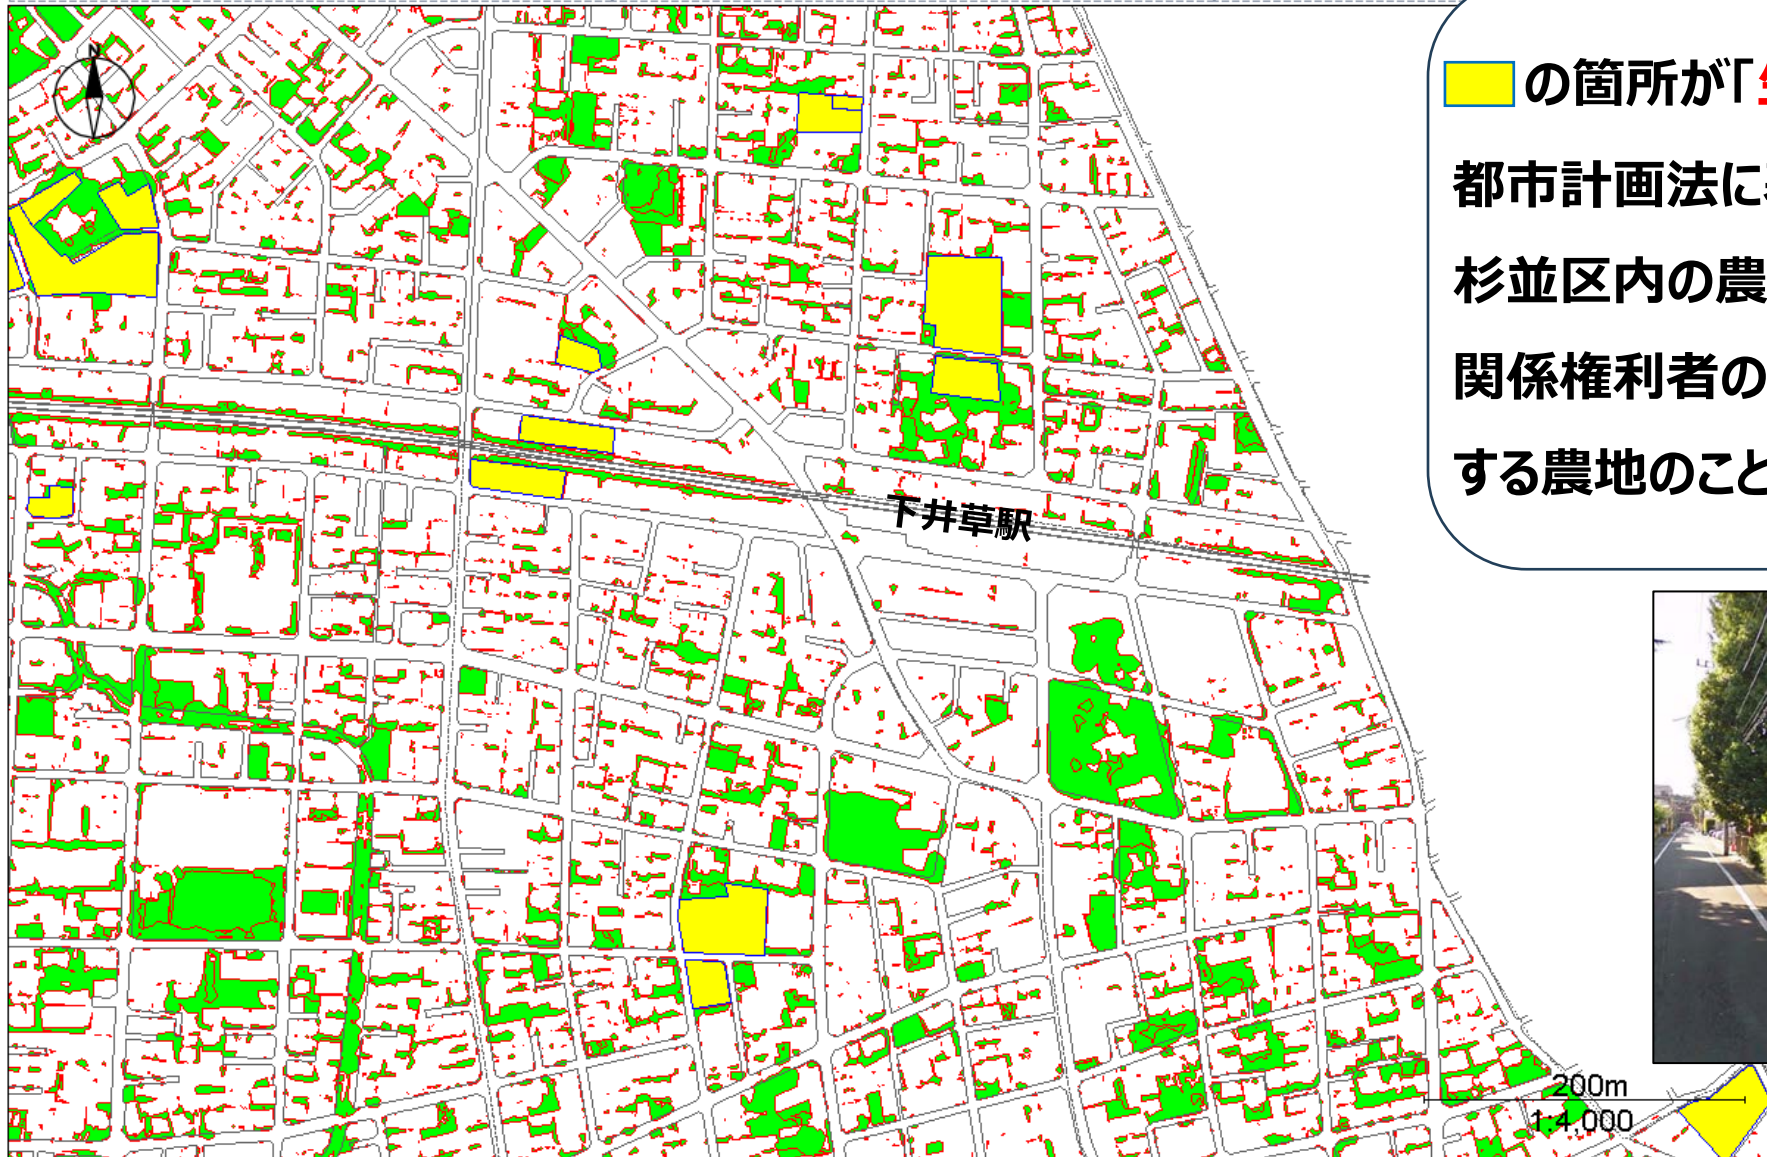 N
の箇所が「
都市計画法に
杉並区内の農
関係権利者の
する農地のこと
下井草駅
200m
1:4,000